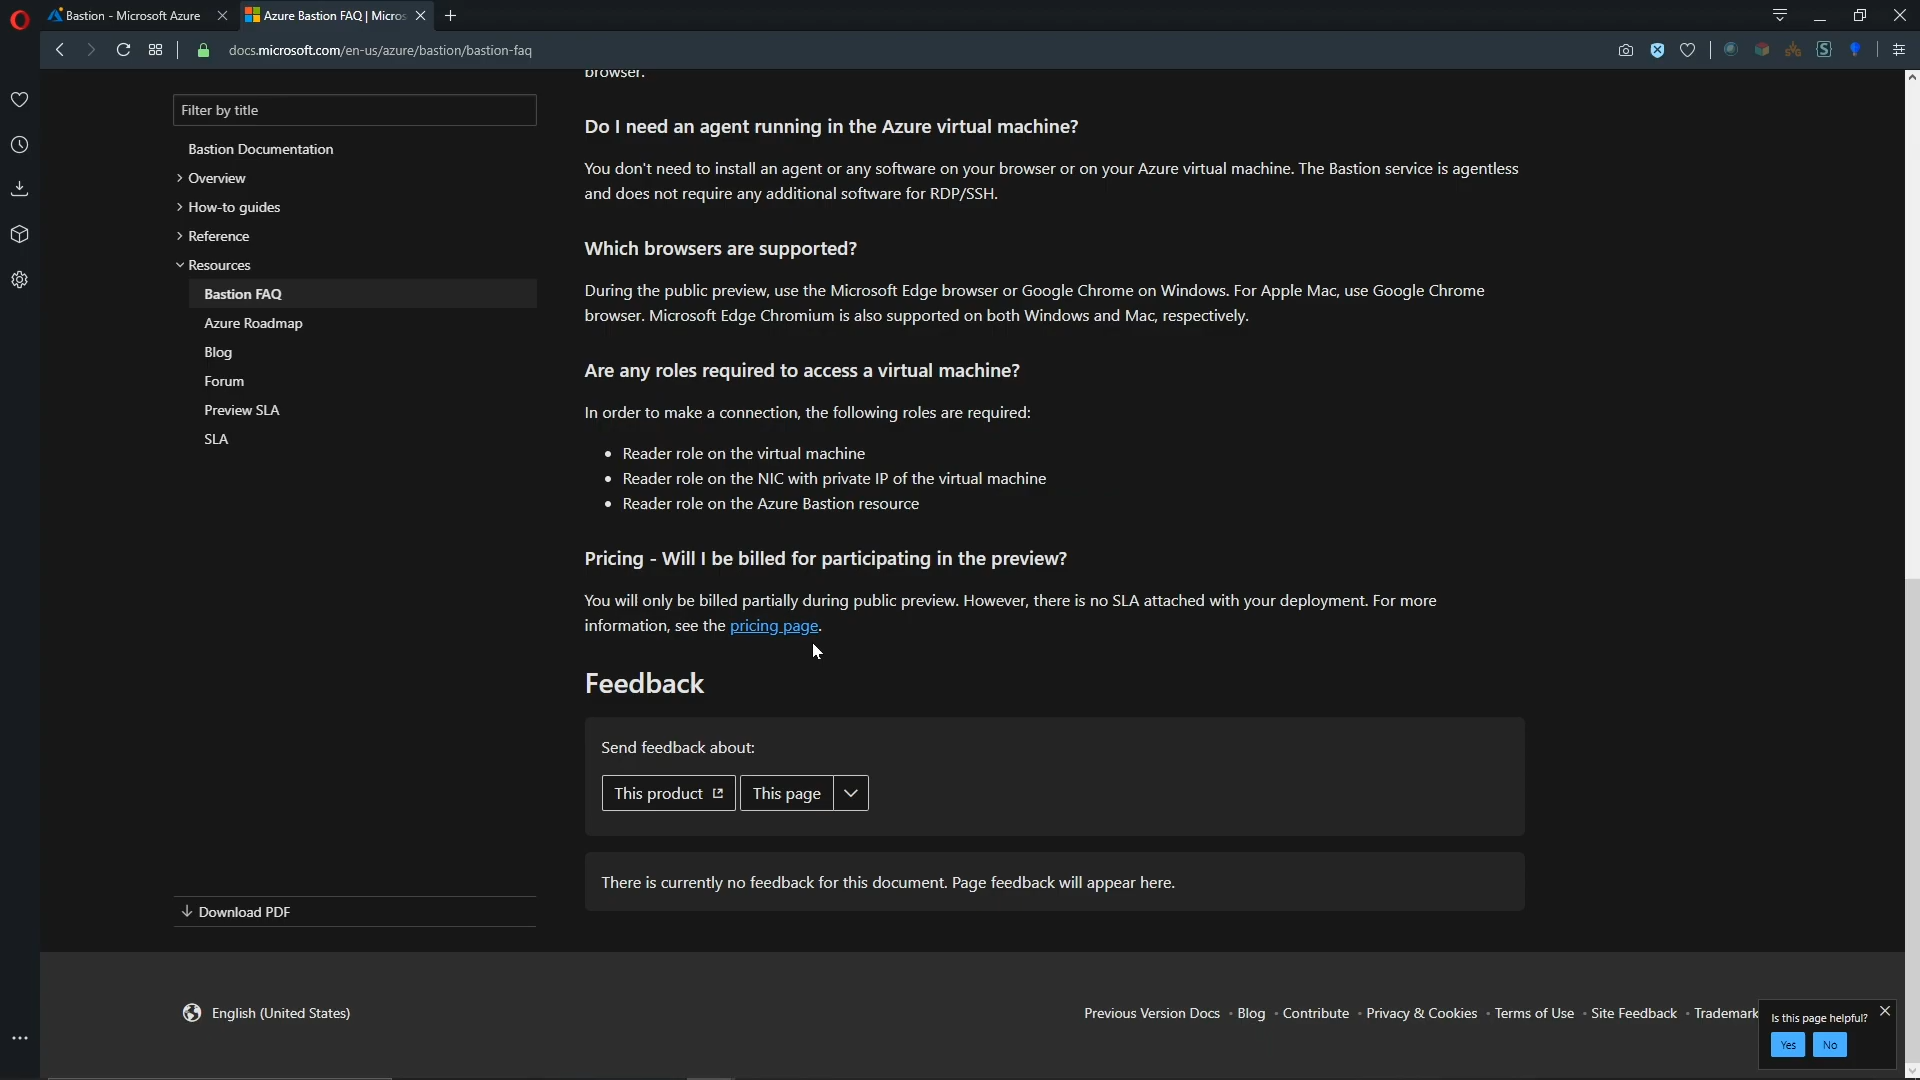 Bastion - Microsoft Azure
Azure Bastion FAQ | Micros
docs.microsoft.com/en-us/azure/bastion/bastion-faq
browser.
Filter by title
Bastion Documentation
Overview
How-to guides
Reference
Resources
Bastion FAQ
Azure Roadmap
Blog
Forum
Preview SLA
SLA
Download PDF
Do I need an agent running in the Azure virtual machine?
You don't need to install an agent or any software on your browser or on your Azure virtual machine. The Bastion service is agentless
and does not require any additional software for RDP/SSH.
Which browsers are supported?
During the public preview, use the Microsoft Edge browser or Google Chrome on Windows. For Apple Mac, use Google Chrome
browser. Microsoft Edge Chromium is also supported on both Windows and Mac, respectively.
Are any roles required to access a virtual machine?
In order to make a connection, the following roles are required:
• Reader role on the virtual machine
• Reader role on the NIC with private IP of the virtual machine
• Reader role on the Azure Bastion resource
Pricing - Will I be billed for participating in the preview?
You will only be billed partially during public preview. However, there is no SLA attached with your deployment. For more
information, see the pricing page.
Feedback
Send feedback about:
This product
This page
There is currently no feedback for this document. Page feedback will appear here.
English (United States)
Previous Version Docs • Blog • Contribute • Privacy & Cookies • Terms of Use • Site Feedback • Trademark
Is this page helpful?
Yes
No